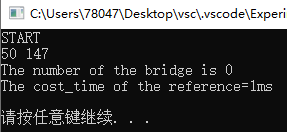 C:\Users\78047\Desktop\vsc\.vscode\Experi
START
50 147
The number of the bridge is 0
The cost_time of the reference=1ms
请按任意键继续. . .